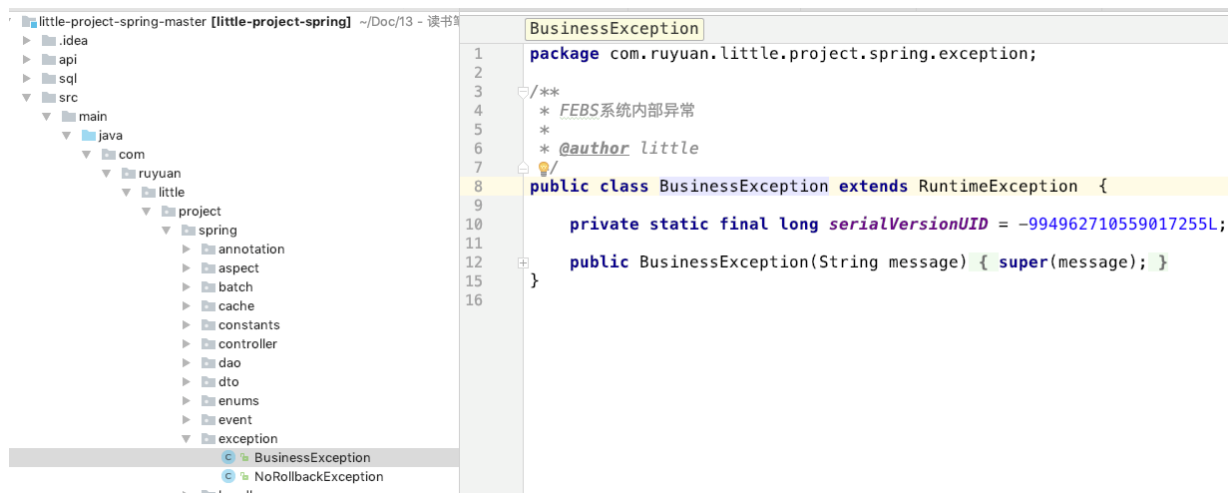 little-project-spring-master [little-project-spring] ~/Doc/13 - 读书
.idea
api
sql
src
main
java
com
ruyuan
little
project
spring
annotation
aspect
batch
cache
constants
controller
dao
dto
enums
event
exception
BusinessException
NoRollbackException
BusinessException
1 package com.ruyuan.little.project.spring.exception;
2
3 /**
4 * FEBS系统内部异常
5 *
6 * @author little
7 */
8 public class BusinessException extends RuntimeException {
9
10 private static final long serialVersionUID = -994962710559017255L;
11
12 public BusinessException(String message) { super(message); }
15 }
16